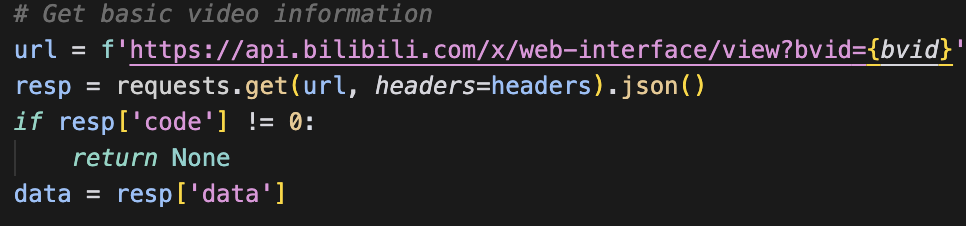 # Get basic video information
url = f'https://api.bilibili.com/x/web-interface/view?bvid={bvid}'
resp = requests.get(url, headers=headers).json()
if resp['code'] != 0:
    return None
data = resp['data']